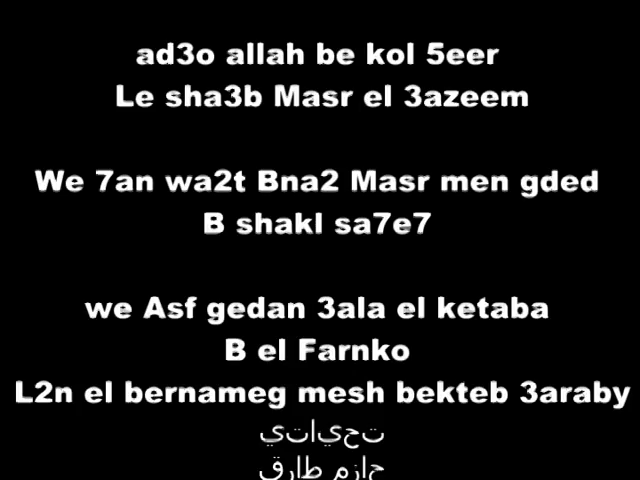 ad3o allah be kol 5eer
Le sha3b Masr el 3azeem
We 7an wa2t Bna2 Masr men gded
B shakl sa7e7
we Asf gedan 3ala el ketaba
B el Farnko
L2n el bernameg mesh bekteb 3araby
تحياتي
حازم طارق